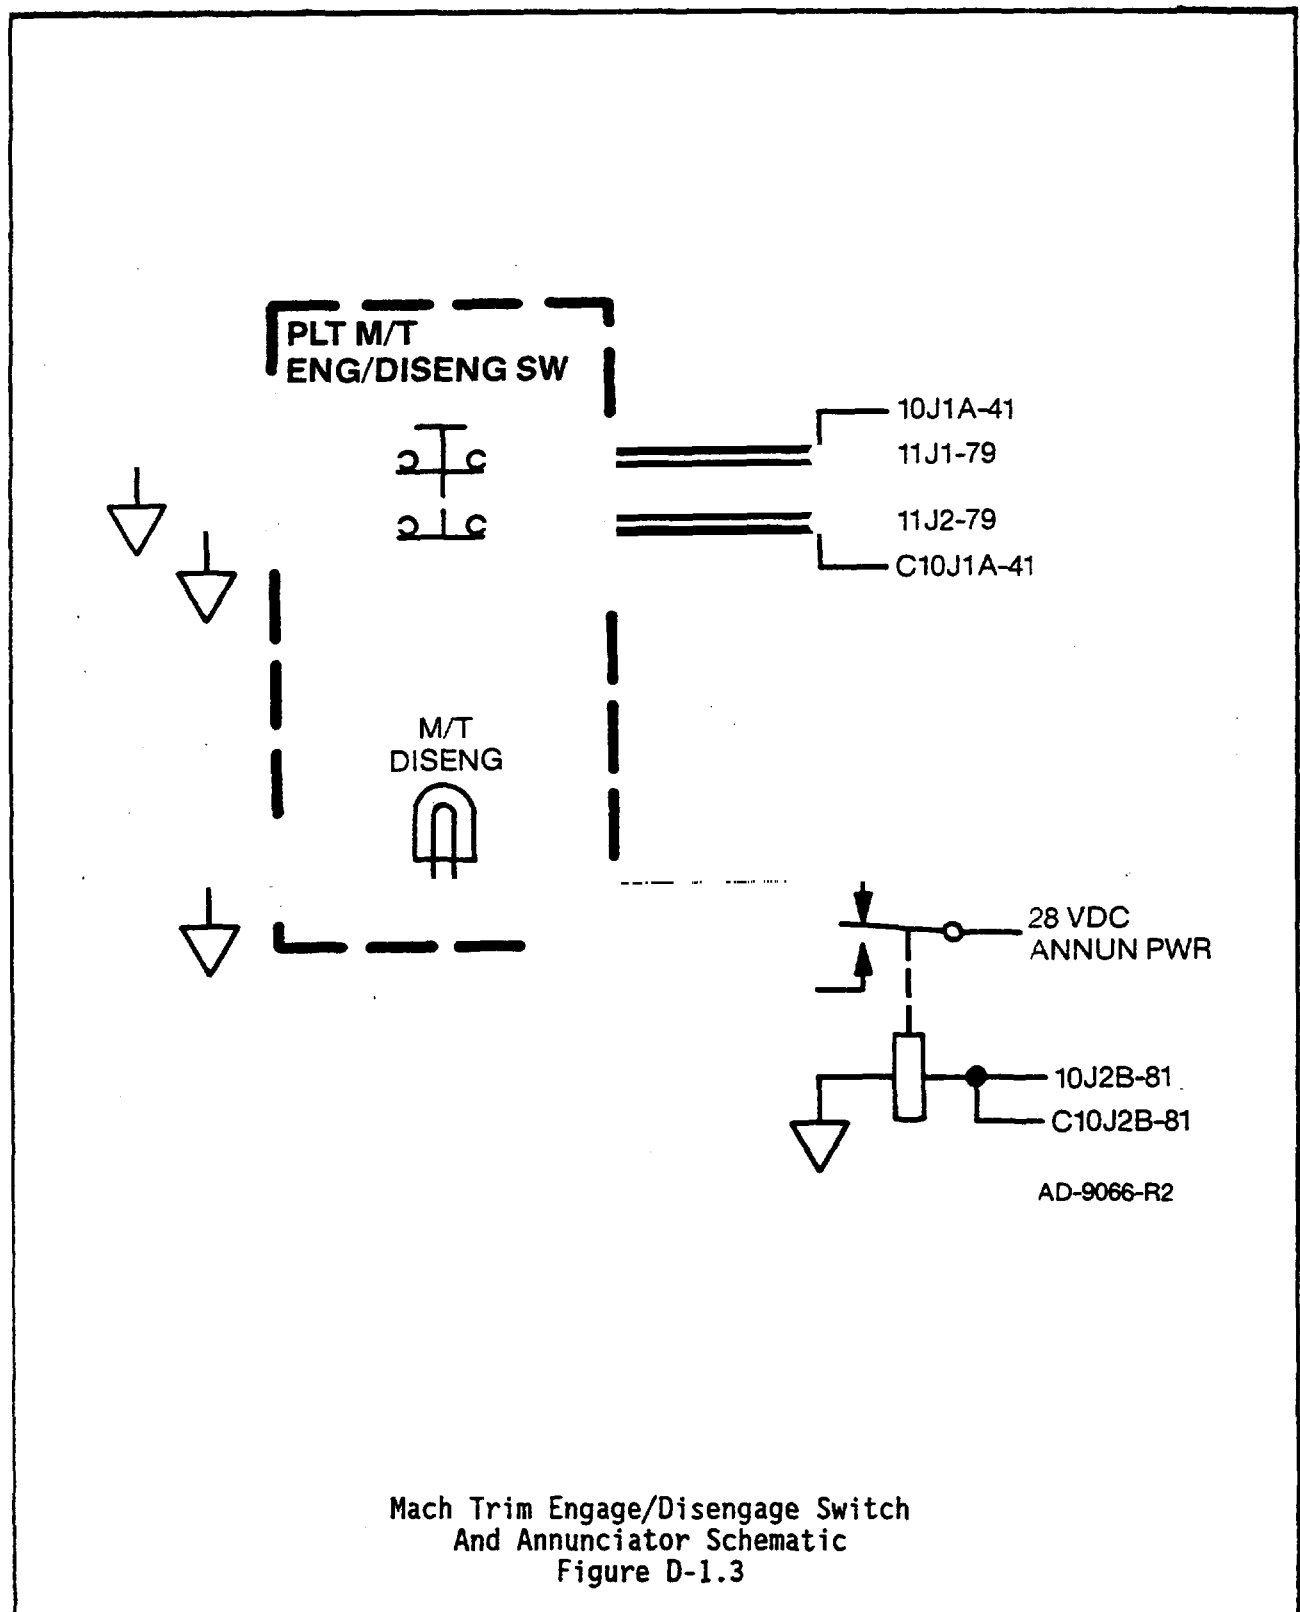 PLT M/T
ENG/DISENG SW
10J1A-41
11J1-79
11J2-79
C10J1A-41
M/T
DISENG
28 VDC
ANNUN PWR
10J2B-81
C10J2B-81
AD-9066-R2
Mach Trim Engage/Disengage Switch
And Annunciator Schematic
Figure D-1.3